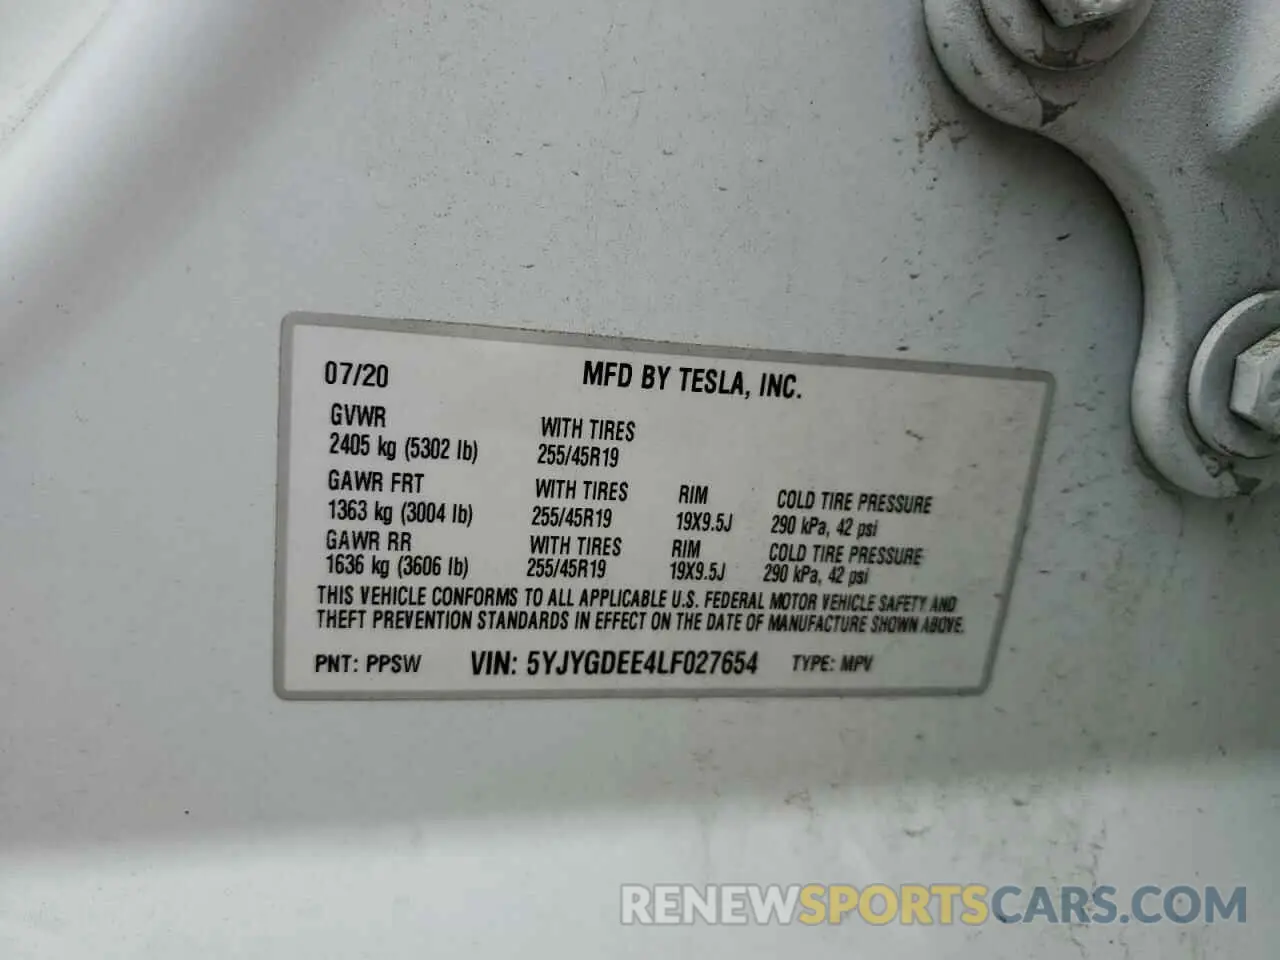 07/20 MFD BY TESLA, INC.
GVWR WITH TIRES
2405 kg (5302 lb) 255/45R19
GAWR FRT WITH TIRES RIM COLD TIRE PRESSURE
1363 kg (3004 lb) 255/45R19 19X9.5J 290 kPa, 42 psi
GAWR RR WITH TIRES RIM COLD TIRE PRESSURE
1636 kg (3606 lb) 255/45R19 19X9.5J 290 kPa, 42 psi
THIS VEHICLE CONFORMS TO ALL APPLICABLE U.S. FEDERAL MOTOR VEHICLE SAFETY AND
THEFT PREVENTION STANDARDS IN EFFECT ON THE DATE OF MANUFACTURE SHOWN ABOVE.
PNT: PPSW VIN: 5YJYGDEE4LF027654 TYPE: MPV
RENEWSPORTSCARS.COM